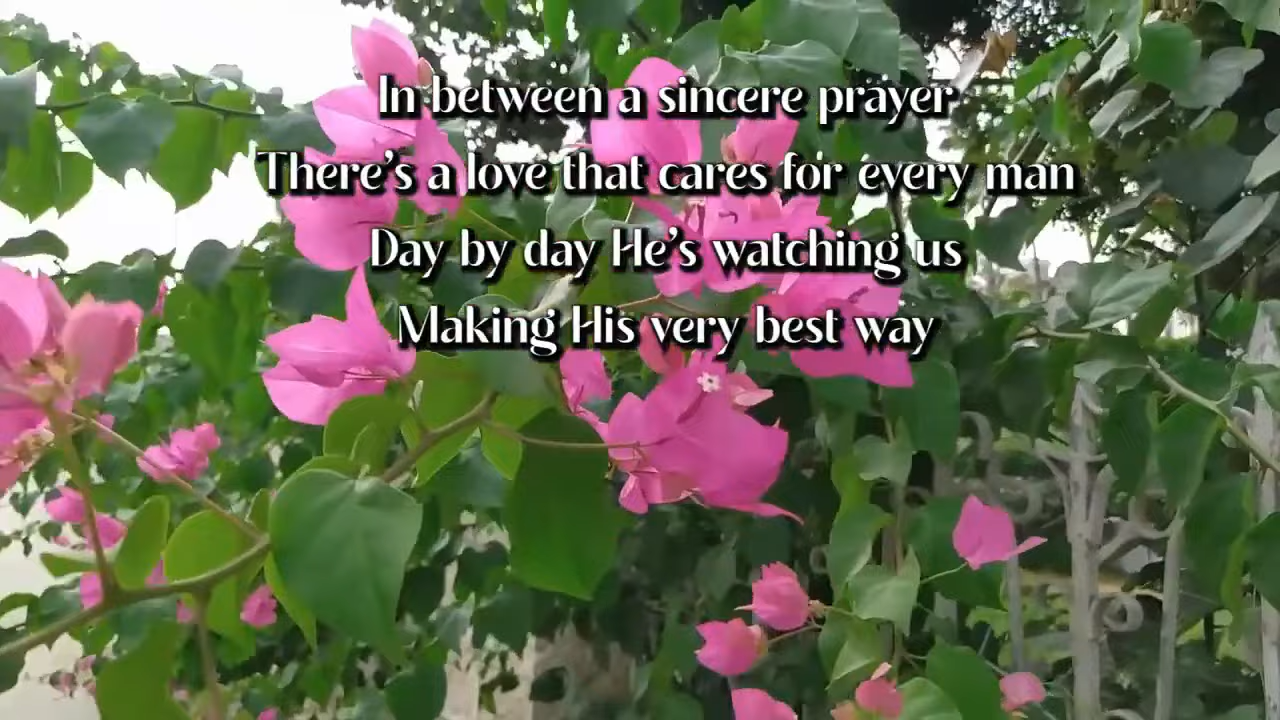 In between a sincere prayer
There's a love that cares for every man
Day by day He's watching us
Making His very best way